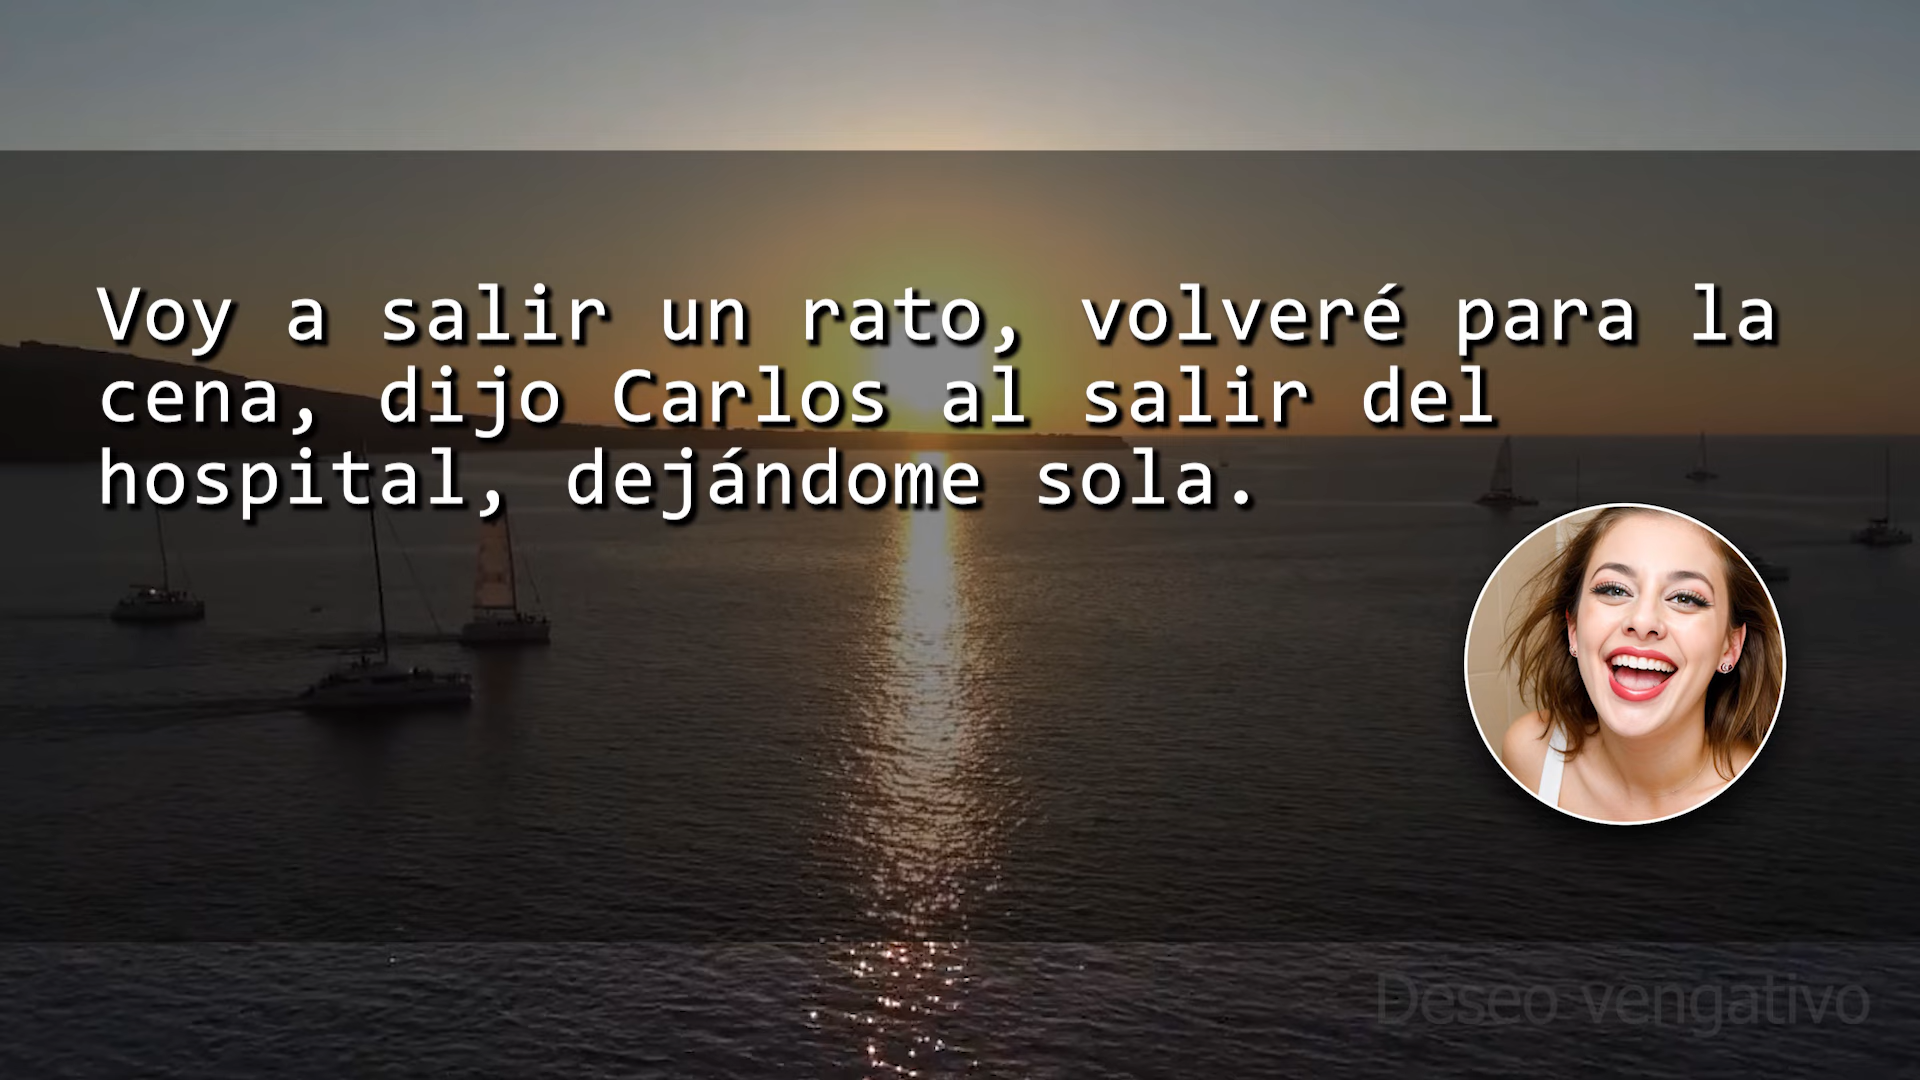 Voy a salir un rato, volveré para la
cena, dijo Carlos al salir del
hospital, dejándome sola.
Deseo vengativo